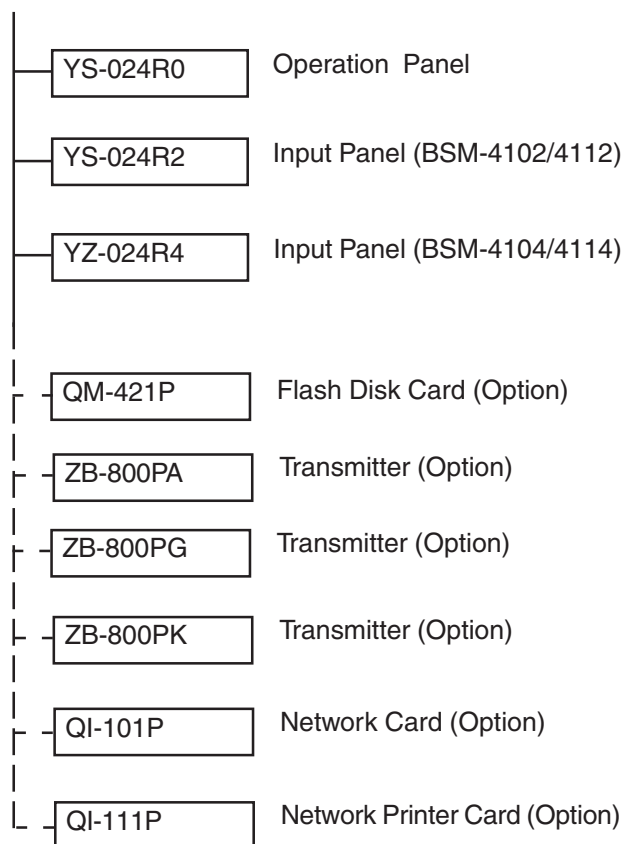 YS-024R0 Operation Panel
YS-024R2 Input Panel (BSM-4102/4112)
YZ-024R4 Input Panel (BSM-4104/4114)
QM-421P Flash Disk Card (Option)
ZB-800PA Transmitter (Option)
ZB-800PG Transmitter (Option)
ZB-800PK Transmitter (Option)
QI-101P Network Card (Option)
QI-111P Network Printer Card (Option)